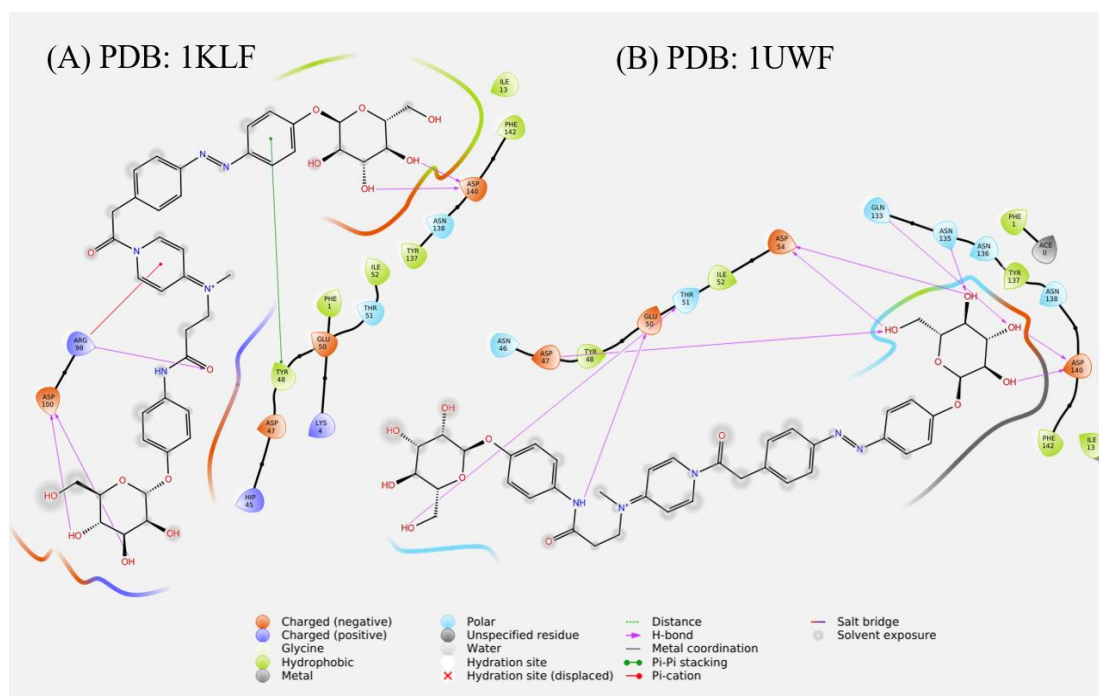 (A) PDB: 1KLF
(B) PDB: 1UWF
ILE
13
PHE
142
ASP
140
ASN
138
TYR
137
ILE
52
THR
51
PHE
1
GLU
50
TYR
48
ASP
47
LYS
4
HIP
45
ARG
98
ASP
100
O
O
OH
HO
OH
OH
N
N
O
N
N+
O
NH
O
O
HO
HO
OH
OH
GLN
133
ASN
135
ASN
136
PHE
1
ACE
0
TYR
137
ASN
138
ASP
140
PHE
142
ILE
13
ASP
54
ILE
52
THR
51
GLU
50
TYR
48
ASP
47
ASN
46
OH
HO
OH
OH
O
O
N
N
O
N
N+
NH
O
O
O
OH
HO
HO
HO
Charged (negative)
Charged (positive)
Glycine
Hydrophobic
Metal
Polar
Unspecified residue
Water
Hydration site
Hydration site (displaced)
Distance
H-bond
Metal coordination
Pi-Pi stacking
Pi-cation
Salt bridge
Solvent exposure